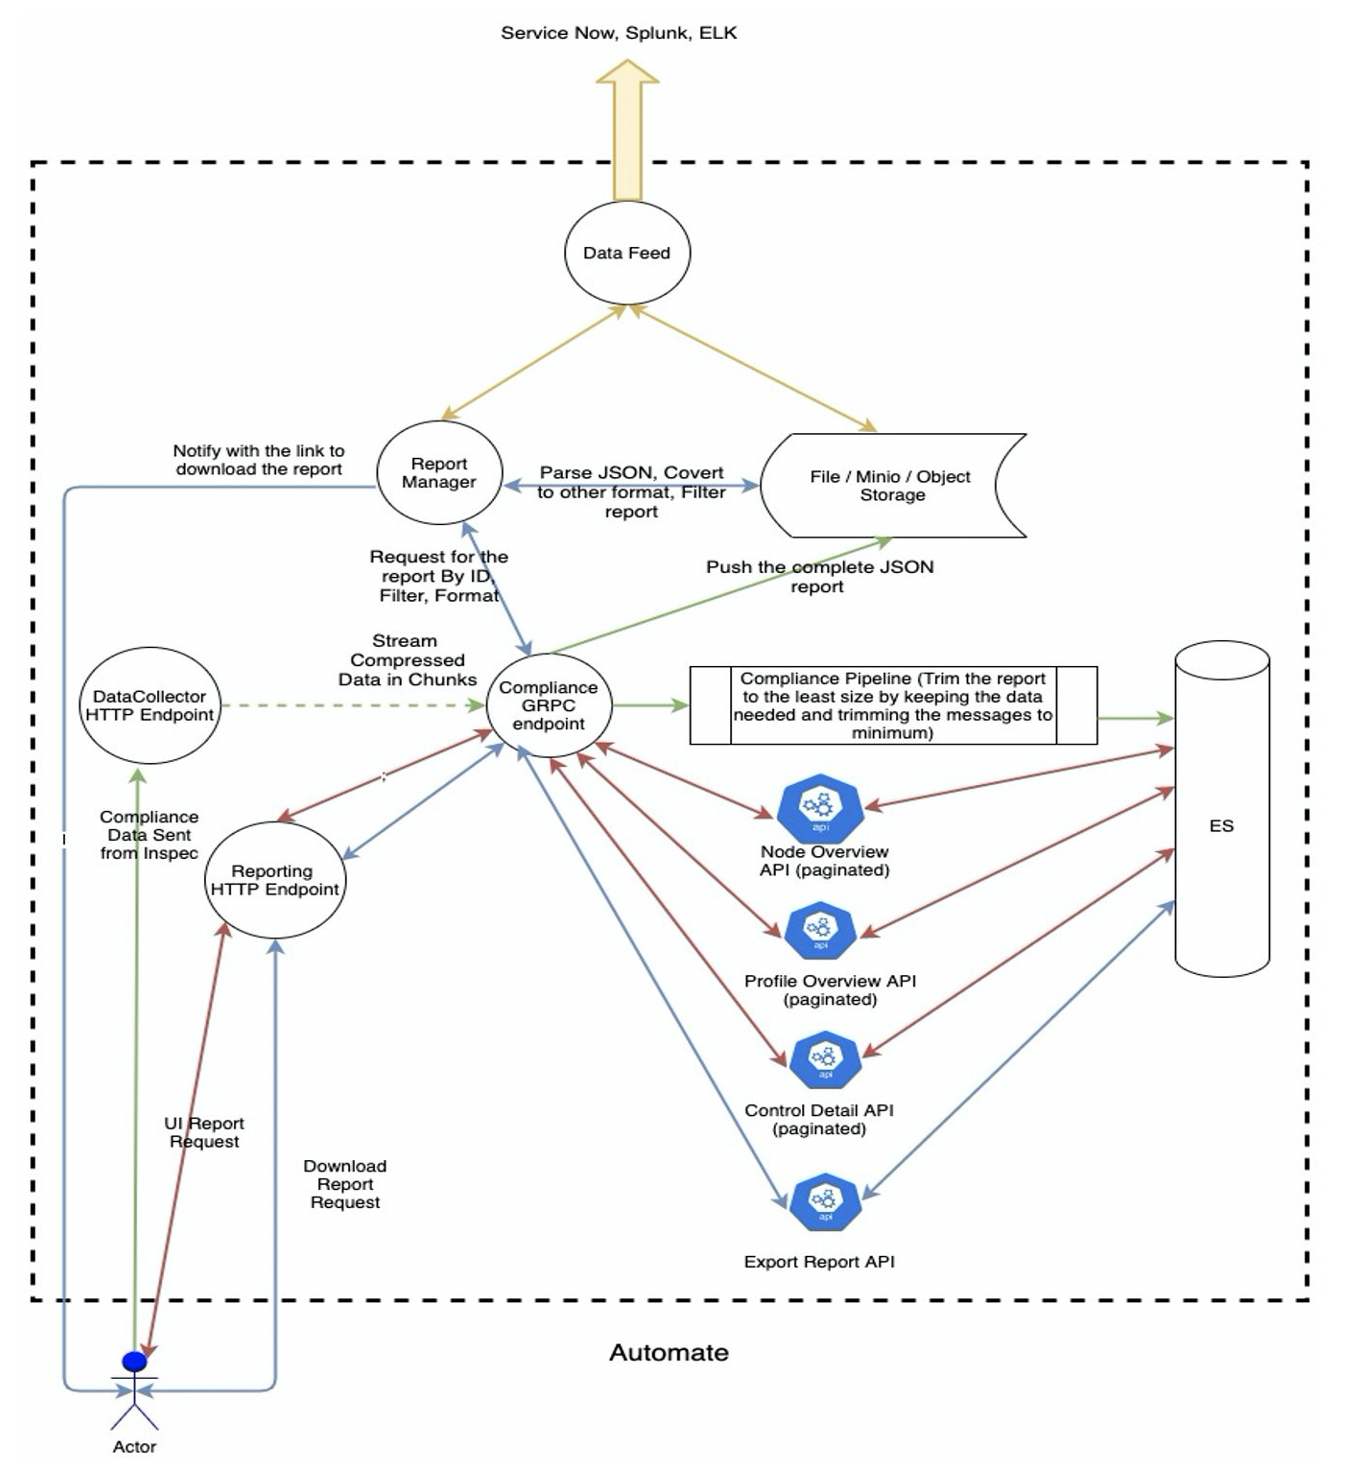 Service Now, Splunk, ELK
Data Feed
Notify with the link to
download the report
Report
Manager
Parse JSON, Covert
to other format, Filter
report
File / Minio / Object
Storage
Request for the
report By ID,
Filter, Format
Push the complete JSON
report
Stream
Compressed
Data in Chunks
DataCollector
HTTP Endpoint
Compliance
GRPC
endpoint
Compliance Pipeline (Trim the report
to the least size by keeping the data
needed and trimming the messages to
minimum)
ES
Compliance
Data Sent
from Inspec
Reporting
HTTP Endpoint
api
Node Overview
API (paginated)
api
Profile Overview API
(paginated)
api
Control Detail API
(paginated)
UI Report
Request
Download
Report
Request
api
Export Report API
Automate
Actor